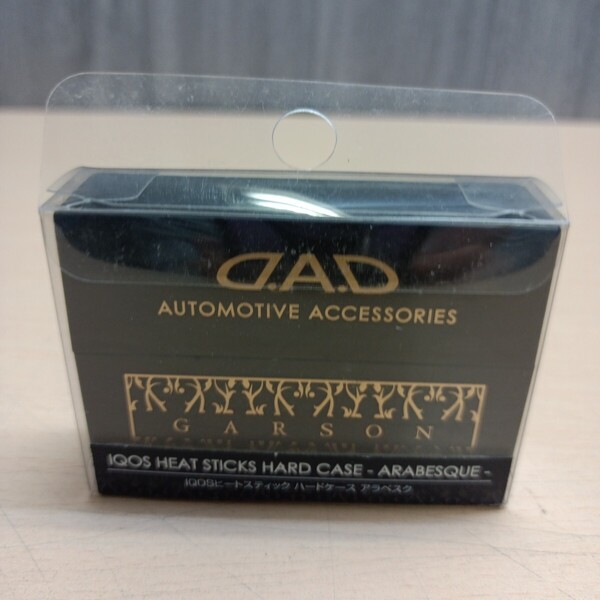 D.A.D
AUTOMOTIVE ACCESSORIES
GARSON
IQOS HEAT STICKS HARD CASE - ARABESQUE -
IQOSヒートスティック ハードケース アラベスク